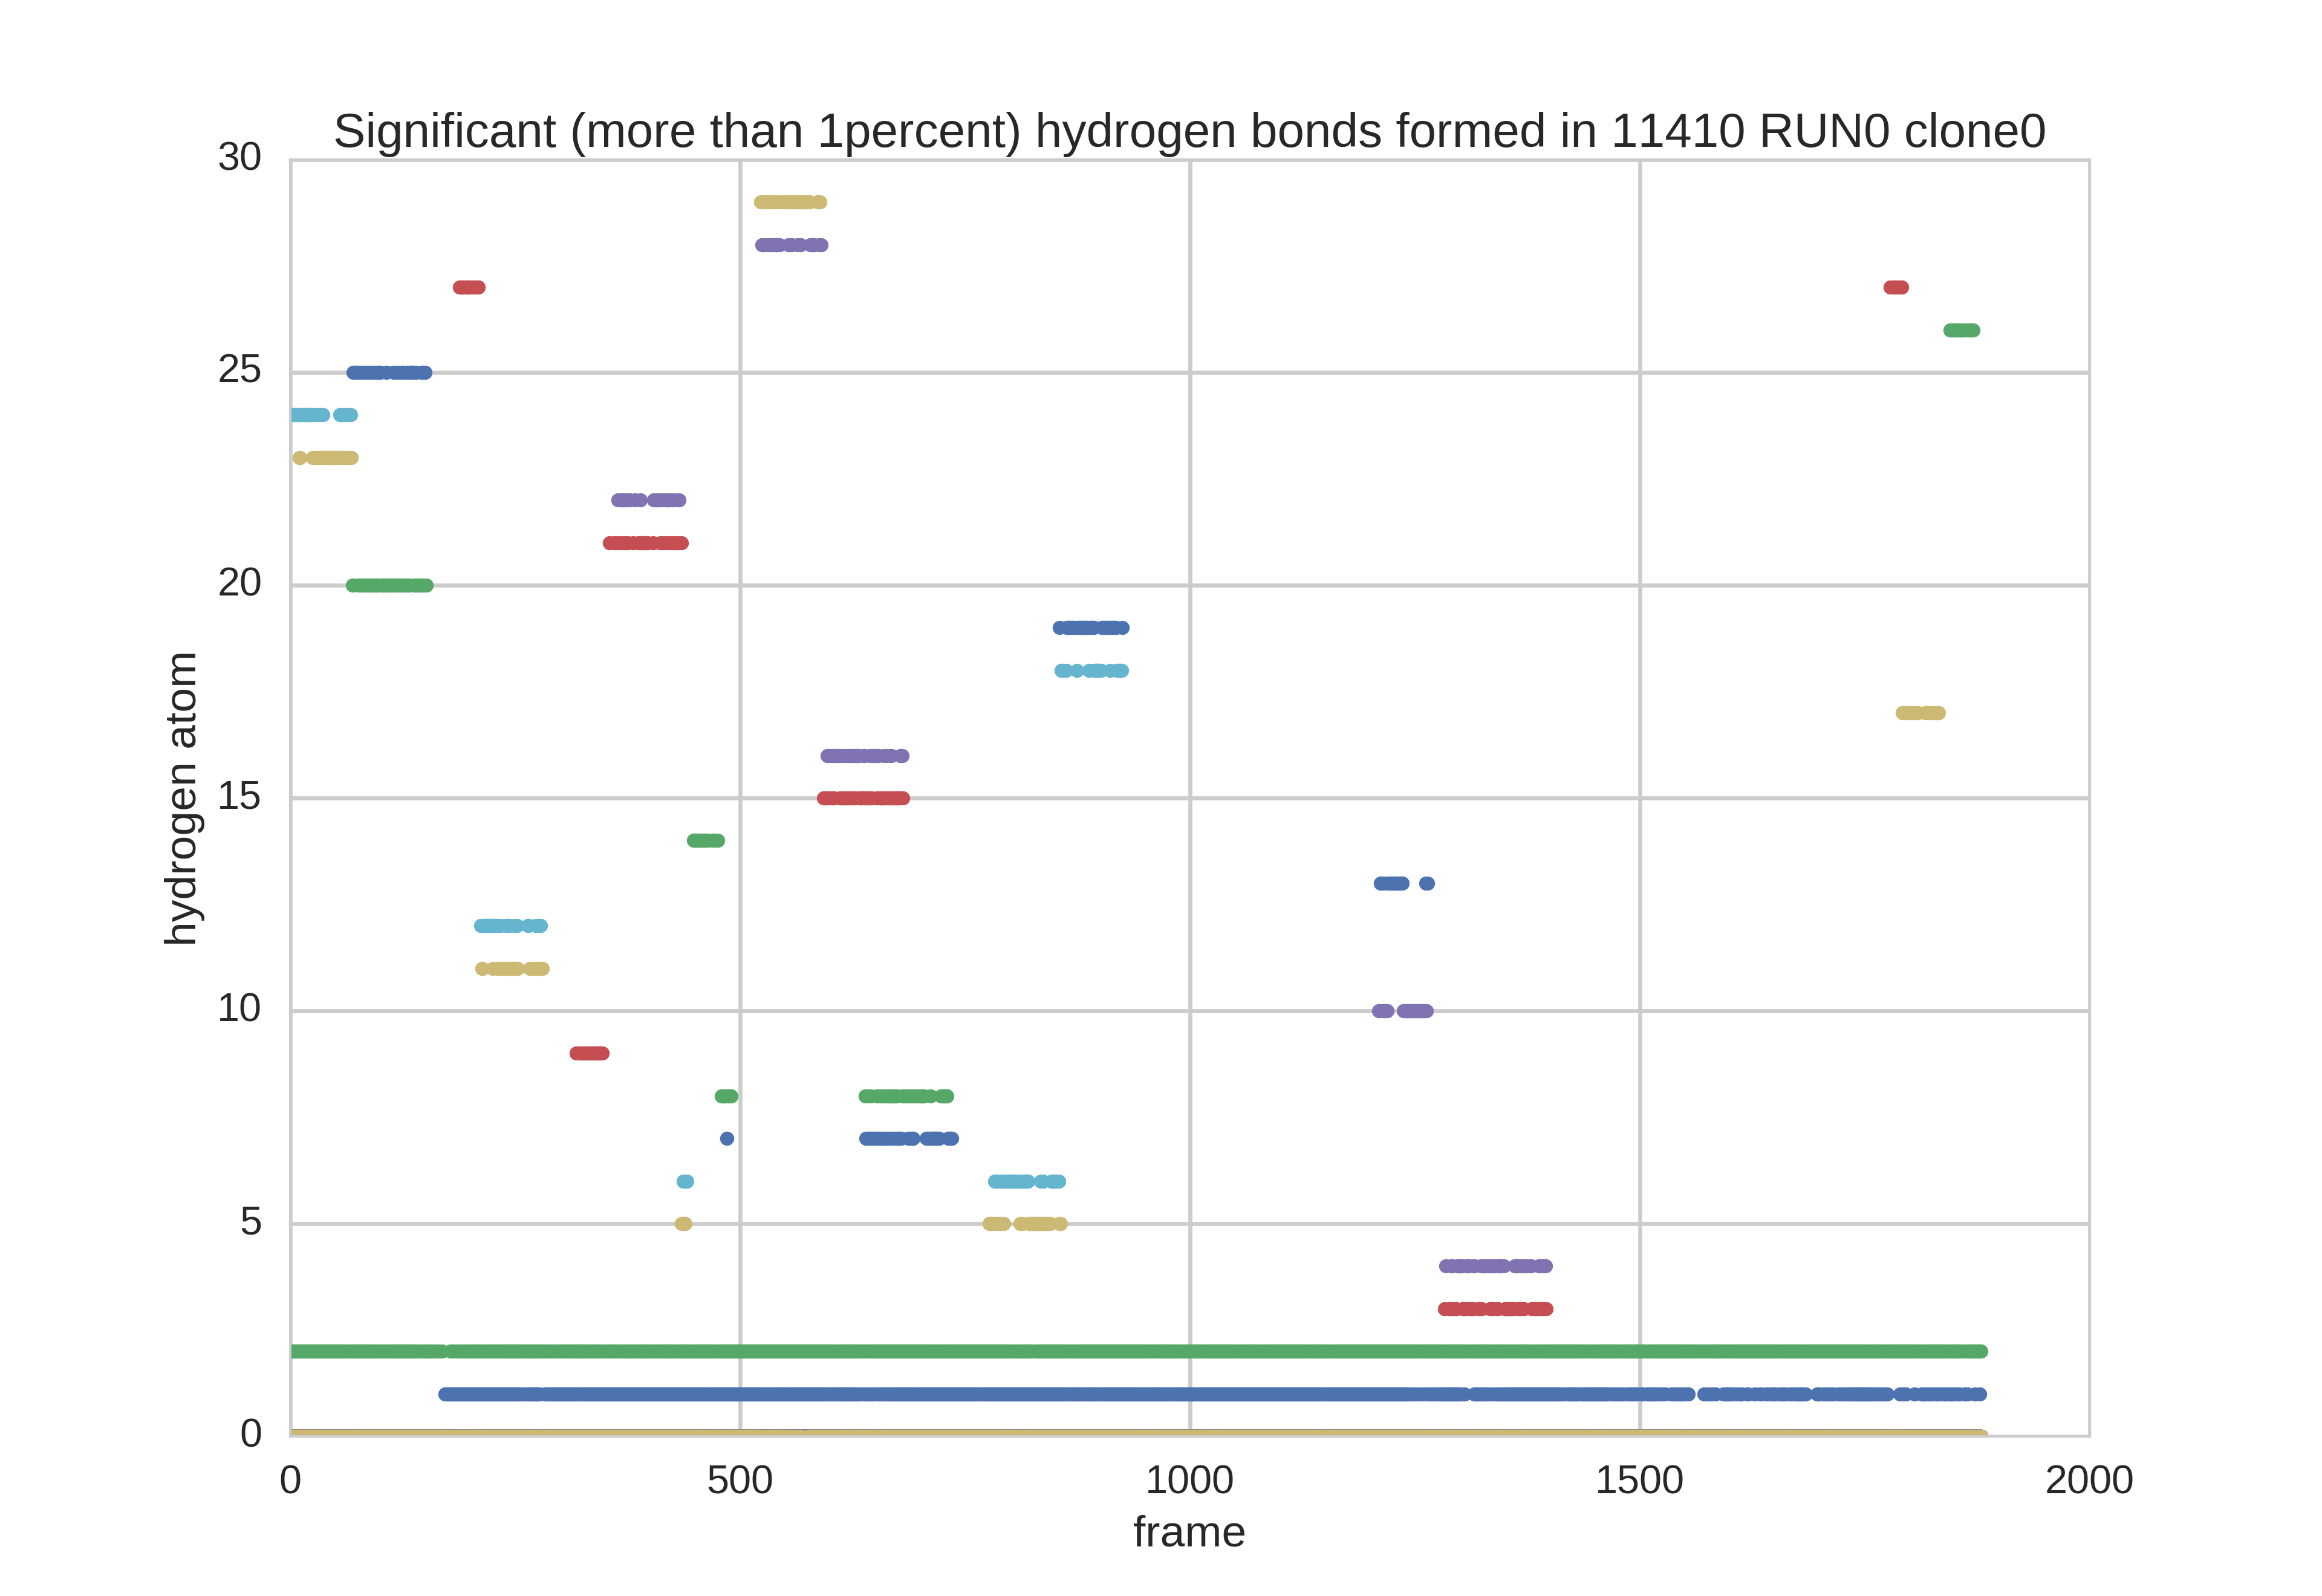 Significant (more than 1percent) hydrogen bonds formed in 11410 RUN0 clone0
30
25
20
15
10
5
0
hydrogen atom
0 500 1000 1500 2000
frame